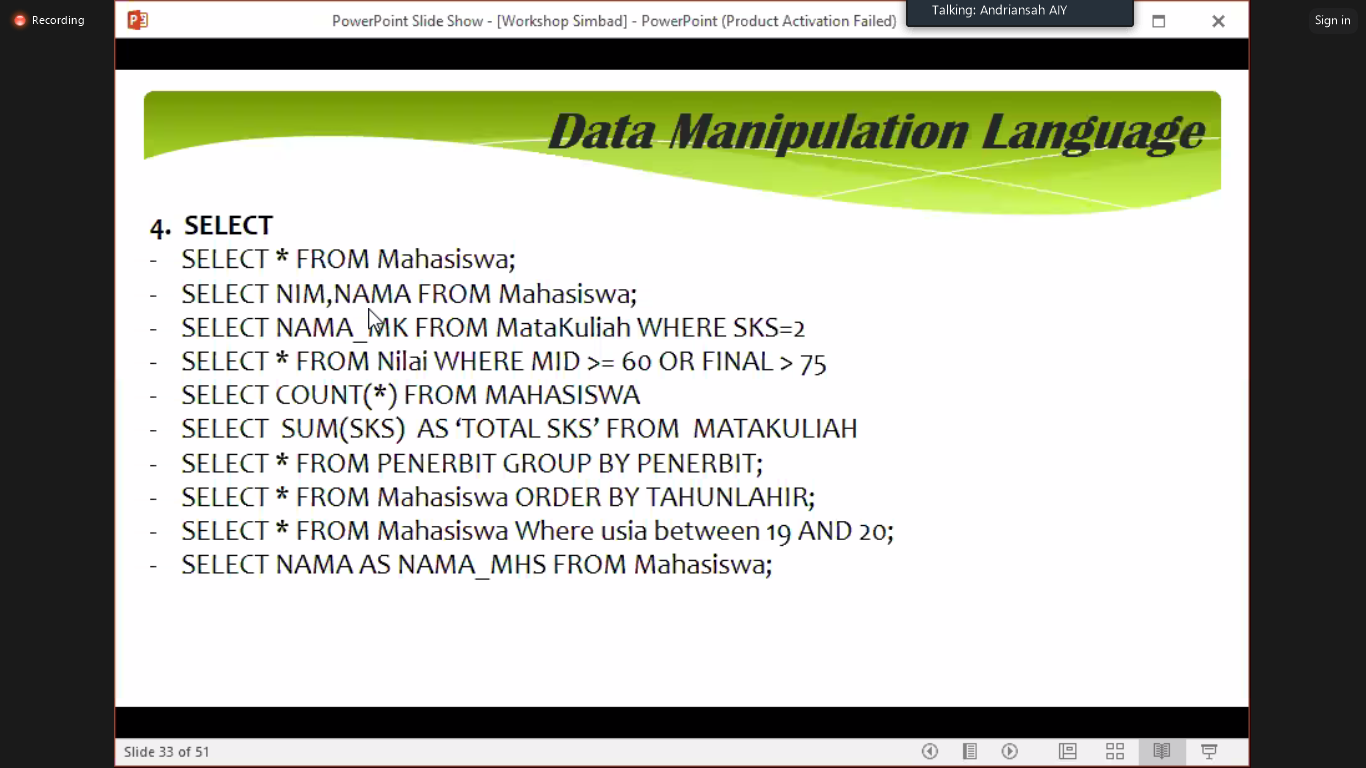 Recording
PowerPoint Slide Show - [Workshop Simbad] - PowerPoint (Product Activation Failed)
Talking: Andriansah AIY
Sign in
Data Manipulation Language
4. SELECT
- SELECT * FROM Mahasiswa;
- SELECT NIM,NAMA FROM Mahasiswa;
- SELECT NAMA_MK FROM MataKuliah WHERE SKS=2
- SELECT * FROM Nilai WHERE MID >= 60 OR FINAL > 75
- SELECT COUNT(*) FROM MAHASISWA
- SELECT SUM(SKS) AS ‘TOTAL SKS’ FROM MATAKULIAH
- SELECT * FROM PENERBIT GROUP BY PENERBIT;
- SELECT * FROM Mahasiswa ORDER BY TAHUNLAHIR;
- SELECT * FROM Mahasiswa Where usia between 19 AND 20;
- SELECT NAMA AS NAMA_MHS FROM Mahasiswa;
Slide 33 of 51